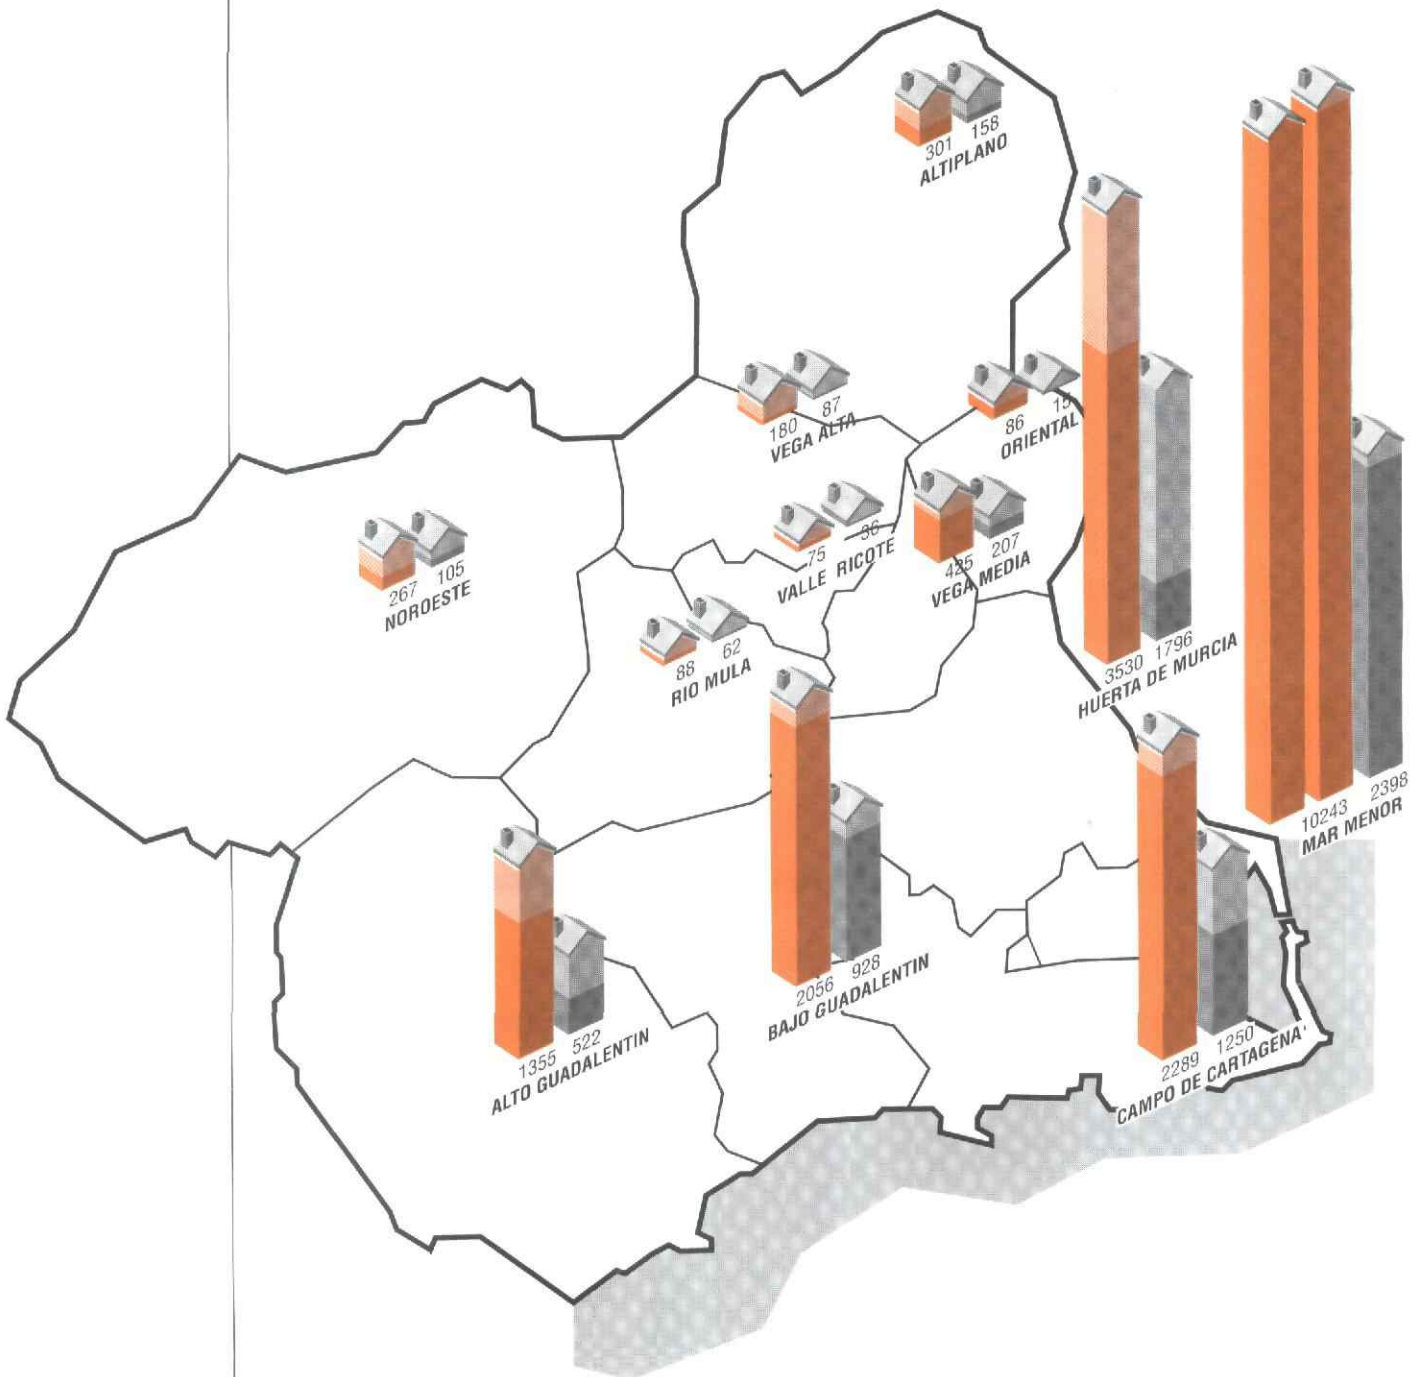 301 158
ALTIPLANO
180 87
VEGA ALTA
86 15
ORIENTAL
267 105
NOROESTE
75 36
VALLE RICOTE
425 207
VEGA MEDIA
88 62
RIO MULA
3530 1796
HUERTA DE MURCIA
10243 2398
MAR MENOR
2056 928
BAJO GUADALENTIN
1355 522
ALTO GUADALENTIN
2289 1250
CAMPO DE CARTAGENA